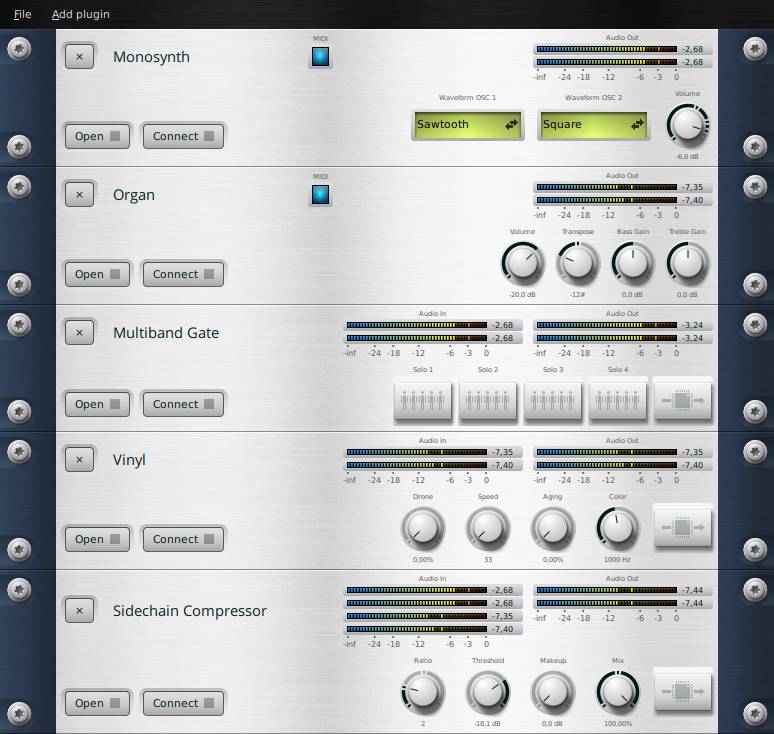 File Add plugin
× Monosynth
MIDI
Audio Out
-2,68
-2,68
-inf -24 -18 -12 -6 -3 0
Waveform OSC 1 Waveform OSC 2 Volume
Sawtooth Square
Open Connect
-6,0 dB
× Organ
MIDI
Audio Out
-7,35
-7,40
-inf -24 -18 -12 -6 -3 0
Volume Transpose Bass Gain Treble Gain
Open Connect
-20,0 dB -12# 0,0 dB 0,0 dB
× Multiband Gate
Audio In Audio Out
-2,68 -3,24
-2,68 -3,24
-inf -24 -18 -12 -6 -3 0 -inf -24 -18 -12 -6 -3 0
Solo 1 Solo 2 Solo 3 Solo 4
Open Connect
× Vinyl
Audio In Audio Out
-7,35 -7,35
-7,40 -7,40
-inf -24 -18 -12 -6 -3 0 -inf -24 -18 -12 -6 -3 0
Drone Speed Aging Color
Open Connect
0,00% 33 0,00% 1000 Hz
× Sidechain Compressor
Audio In Audio Out
-2,68 -7,44
-2,68 -7,44
-7,35
-7,40
-inf -24 -18 -12 -6 -3 0 -inf -24 -18 -12 -6 -3 0
Ratio Threshold Makeup Mix
Open Connect
2 -18,1 dB 0,0 dB 100,00%